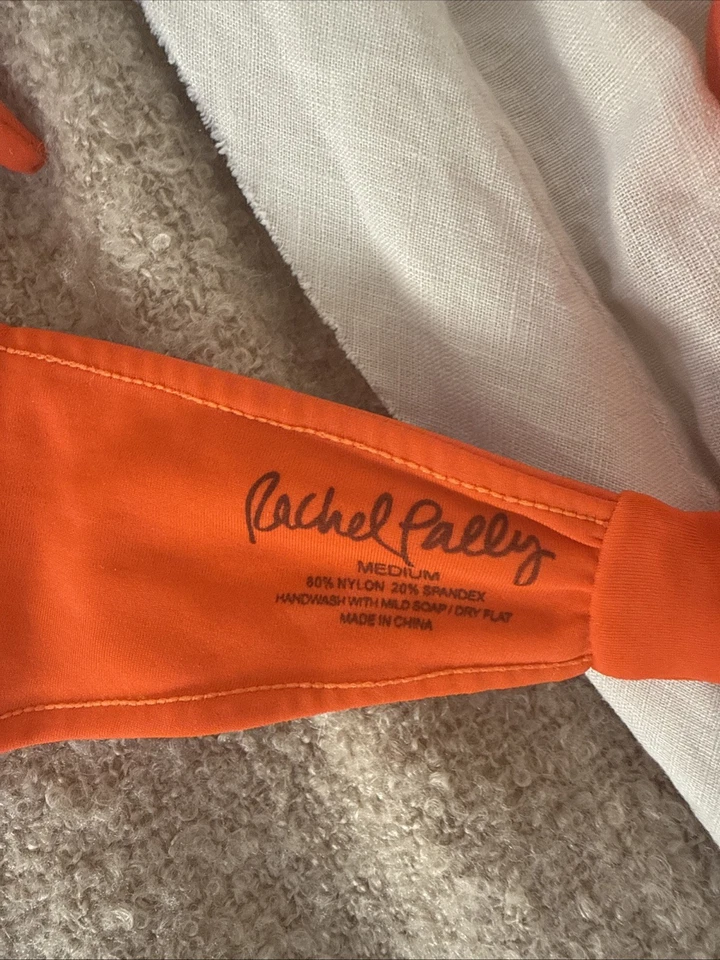 Rachel Pally
MEDIUM
80% NYLON 20% SPANDEX
HANDWASH WITH MILD SOAP / DRY FLAT
MADE IN CHINA